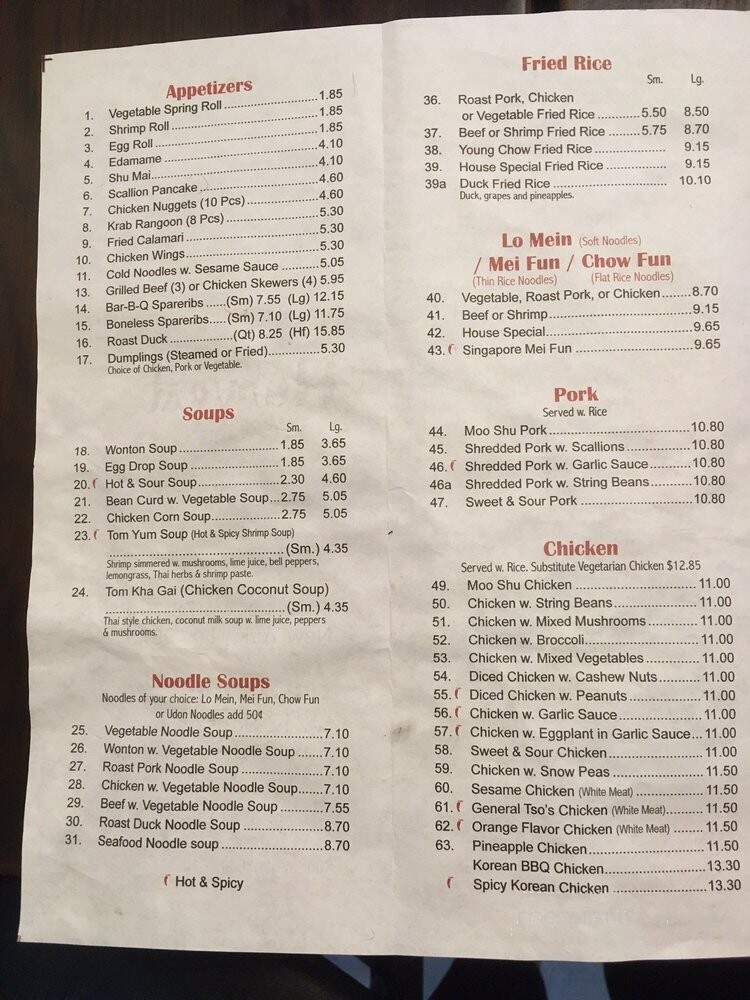 Appetizers
1. Vegetable Spring Roll ..................... 1.85
2. Shrimp Roll ..................... 1.85
3. Egg Roll ..................... 1.85
4. Edamame ..................... 4.10
5. Shu Mai ..................... 4.10
6. Scallion Pancake ..................... 4.60
7. Chicken Nuggets (10 Pcs) ..................... 4.60
8. Krab Rangoon (8 Pcs) ..................... 5.30
9. Fried Calamari ..................... 5.30
10. Chicken Wings ..................... 5.30
11. Cold Noodles w. Sesame Sauce ......... 5.05
13. Grilled Beef (3) or Chicken Skewers (4) 5.95
14. Bar-B-Q Spareribs ..... (Sm) 7.55 (Lg) 12.15
15. Boneless Spareribs..... (Sm) 7.10 (Lg) 11.75
16. Roast Duck ............... (Qt) 8.25 (Hf) 15.85
17. Dumplings (Steamed or Fried)............. 5.30
Choice of Chicken, Pork or Vegetable.
Soups
Sm. Lg.
18. Wonton Soup ..................... 1.85 3.65
19. Egg Drop Soup ..................... 1.85 3.65
20. Hot & Sour Soup ..................... 2.30 4.60
21. Bean Curd w. Vegetable Soup...2.75 5.05
22. Chicken Corn Soup................2.75 5.05
23. Tom Yum Soup (Hot & Spicy Shrimp Soup)
..................... (Sm.) 4.35
Shrimp simmered w. mushrooms, lime juice, bell peppers,
lemongrass, Thai herbs & shrimp paste.
24. Tom Kha Gai (Chicken Coconut Soup)
..................... (Sm.) 4.35
Thai style chicken, coconut milk soup w. lime juice, peppers
& mushrooms.
Noodle Soups
Noodles of your choice: Lo Mein, Mei Fun, Chow Fun
or Udon Noodles add 50¢
25. Vegetable Noodle Soup.....................7.10
26. Wonton w. Vegetable Noodle Soup .....7.10
27. Roast Pork Noodle Soup ...................7.10
28. Chicken w. Vegetable Noodle Soup......7.10
29. Beef w. Vegetable Noodle Soup .........7.55
30. Roast Duck Noodle Soup ..................8.70
31. Seafood Noodle soup ........................8.70
Hot & Spicy
Fried Rice
Sm. Lg.
36. Roast Pork, Chicken
or Vegetable Fried Rice ............5.50 8.50
37. Beef or Shrimp Fried Rice .........5.75 8.70
38. Young Chow Fried Rice .................. 9.15
39. House Special Fried Rice ............... 9.15
39a Duck Fried Rice ............................ 10.10
Duck, grapes and pineapples.
Lo Mein (Soft Noodles)
/ Mei Fun / Chow Fun
(Thin Rice Noodles) (Flat Rice Noodles)
40. Vegetable, Roast Pork, or Chicken........8.70
41. Beef or Shrimp..................................9.15
42. House Special...................................9.65
43. Singapore Mei Fun ............................9.65
Pork
Served w. Rice
44. Moo Shu Pork..................................10.80
45. Shredded Pork w. Scallions................10.80
46. Shredded Pork w. Garlic Sauce...........10.80
46a Shredded Pork w. String Beans..........10.80
47. Sweet & Sour Pork ..........................10.80
Chicken
Served w. Rice. Substitute Vegetarian Chicken $12.85
49. Moo Shu Chicken ............................ 11.00
50. Chicken w. String Beans................... 11.00
51. Chicken w. Mixed Mushrooms ............ 11.00
52. Chicken w. Broccoli.......................... 11.00
53. Chicken w. Mixed Vegetables ............. 11.00
54. Diced Chicken w. Cashew Nuts........... 11.00
55. Diced Chicken w. Peanuts.................. 11.00
56. Chicken w. Garlic Sauce.................... 11.00
57. Chicken w. Eggplant in Garlic Sauce... 11.00
58. Sweet & Sour Chicken....................... 11.00
59. Chicken w. Snow Peas ...................... 11.50
60. Sesame Chicken (White Meat) ............ 11.50
61. General Tso's Chicken (White Meat)..... 11.50
62. Orange Flavor Chicken (White Meat) ... 11.50
63. Pineapple Chicken............................ 11.50
Korean BBQ Chicken............................ 13.30
Spicy Korean Chicken .......................... 13.30